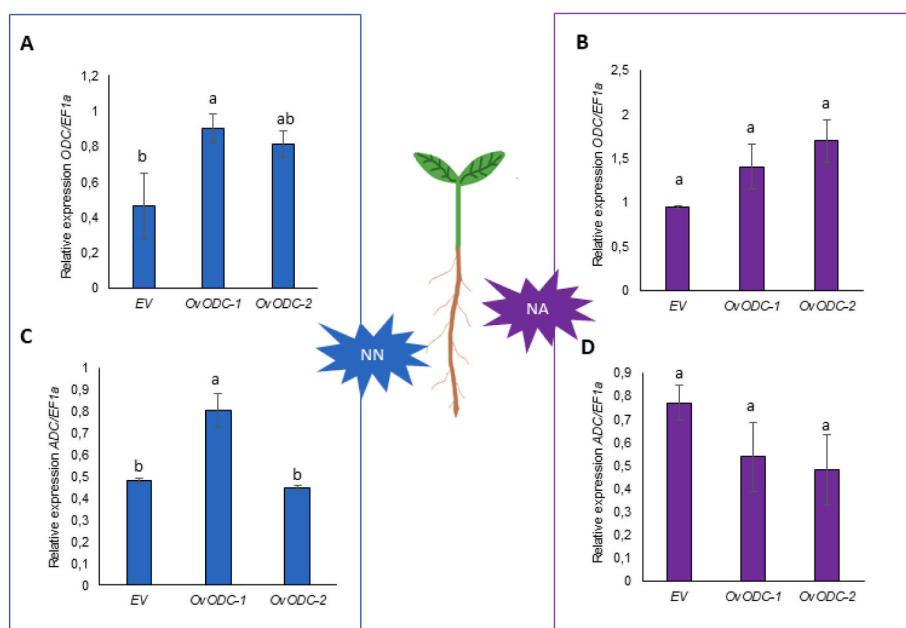 A
Relative expression ODC/EF1a
1,2
1
0,8
0,6
0,4
0,2
0
b
a
ab
EV
OvODC-1
OvODC-2
B
Relative expression ODC/EF1a
2,5
2
1,5
1
0,5
0
a
a
a
EV
OvODC-1
OvODC-2
NN
NA
C
Relative expression ADC/EF1a
1
0,9
0,8
0,7
0,6
0,5
0,4
0,3
0,2
0,1
0
b
a
b
EV
OvODC-1
OvODC-2
D
Relative expression ADC/EF1a
0,9
0,8
0,7
0,6
0,5
0,4
0,3
0,2
0,1
0
a
a
a
EV
OvODC-1
OvODC-2